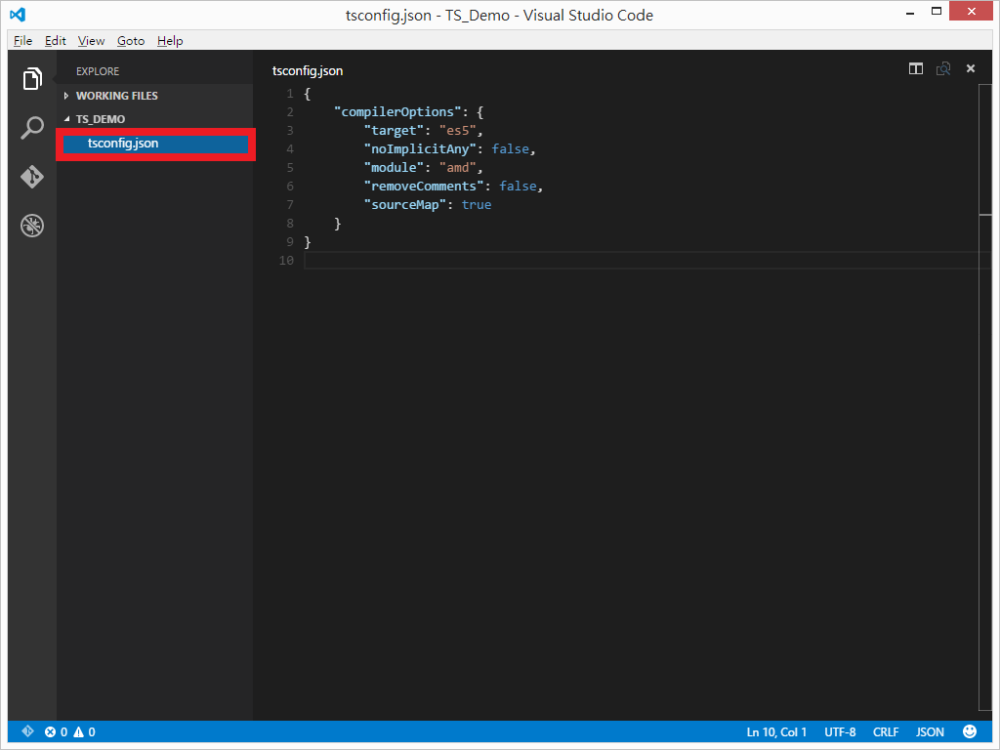 tsconfig.json - TS_Demo - Visual Studio Code
File Edit View Goto Help
EXPLORE
WORKING FILES
TS_DEMO
tsconfig.json
tsconfig.json
1 {
2     "compilerOptions": {
3         "target": "es5",
4         "noImplicitAny": false,
5         "module": "amd",
6         "removeComments": false,
7         "sourceMap": true
8     }
9 }
10
0 0 Ln 10, Col 1 UTF-8 CRLF JSON